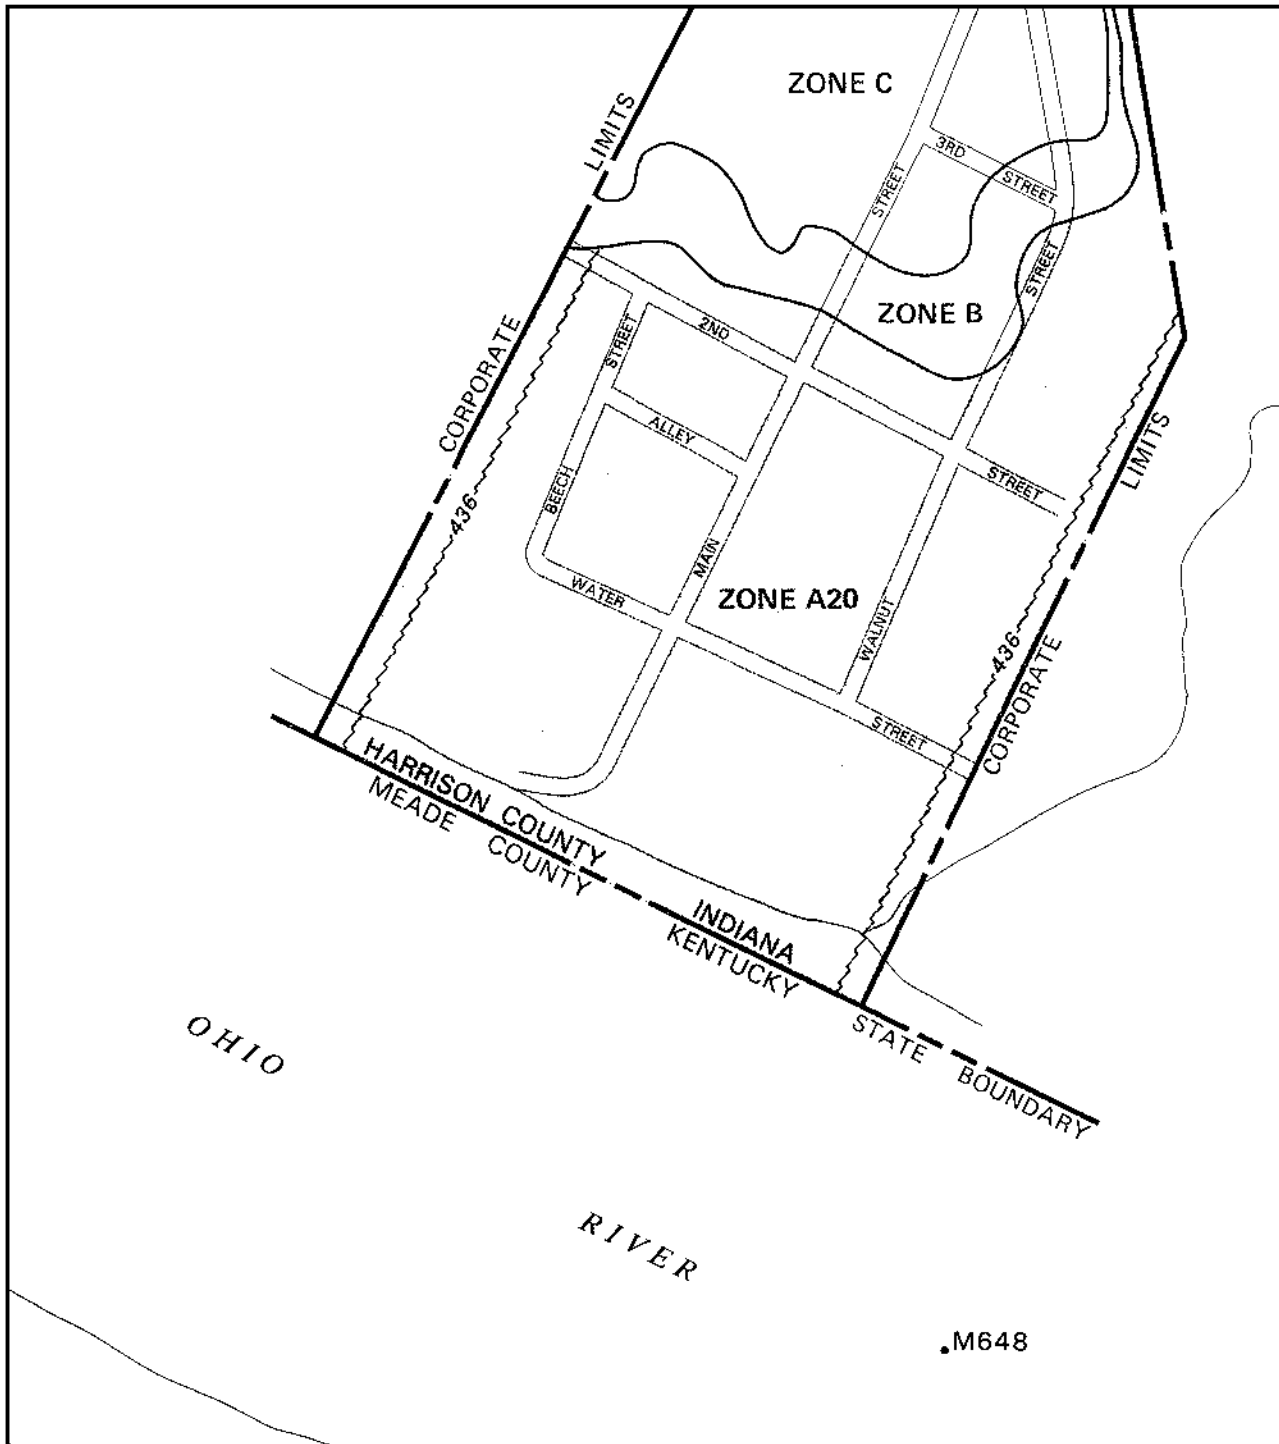 ZONE C
LIMITS
3RD STREET
STREET
STREET
ZONE B
2ND
STREET
CORPORATE
ALLEY
LIMITS
STREET
BEECH
436
MAIN
WATER
ZONE A20
WALNUT
436
CORPORATE
STREET
HARRISON COUNTY
MEADE COUNTY
INDIANA
KENTUCKY
STATE BOUNDARY
OHIO
RIVER
M648